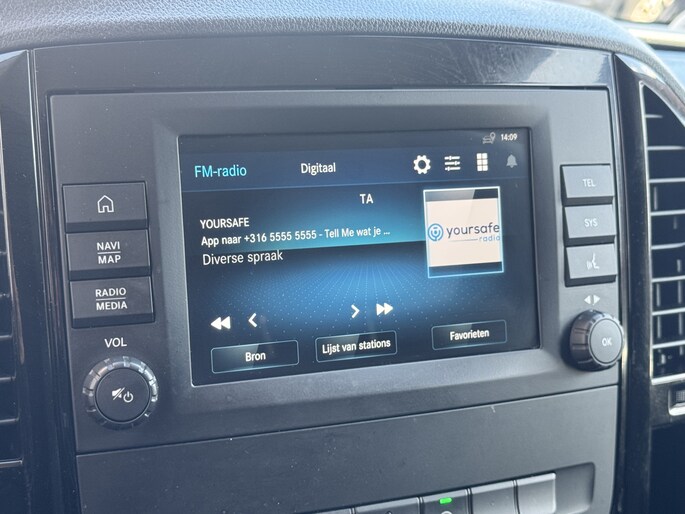 14:09
FM-radio Digitaal
TA
YOURSAFE
App naar +316 5555 5555 - Tell Me wat je ...
Diverse spraak
yoursafe
radio
Bron Lijst van stations Favorieten
NAVI
MAP
RADIO
MEDIA
VOL
TEL
SYS
OK